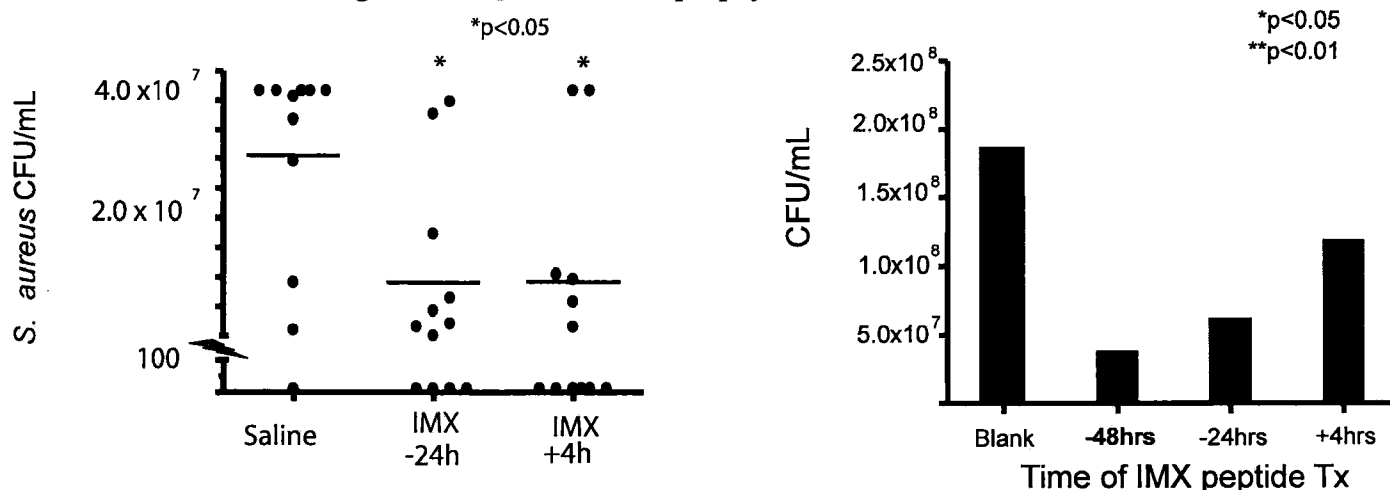 *p<0.05
* *
4.0 x10 7
2.0 x 10 7
100
S. aureus CFU/mL
Saline
IMX
-24h
IMX
+4h
*p<0.05
**p<0.01
2.5x10 8
2.0x10 8
1.5x10 8
1.0x10 8
5.0x10 7
CFU/mL
Blank -48hrs -24hrs +4hrs
Time of IMX peptide Tx